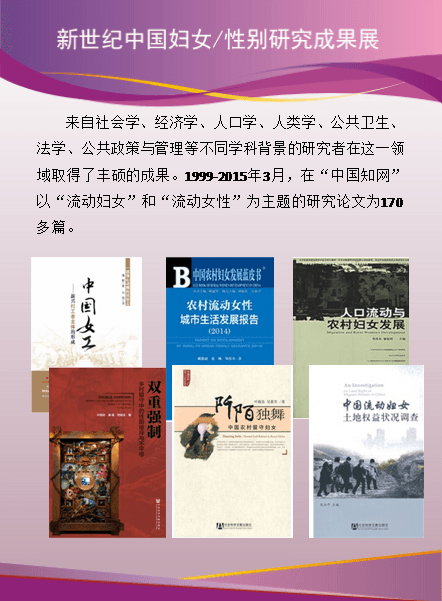 新世纪中国妇女/性别研究成果展
来自社会学、经济学、人口学、人类学、公共卫生、
法学、公共政策与管理等不同学科背景的研究者在这一领
域取得了丰硕的成果。1999-2015年3月，在“中国知网”
以“流动妇女”和“流动女性”为主题的研究论文为170
多篇。
中国女工
B
中国农村妇女发展蓝皮书
农村流动女性
城市生活发展报告
(2014)
人口流动与
农村妇女发展
双重强制
阡陌独舞
中国农村留守妇女
An Investigation
中国流动妇女
土地权益状况调查